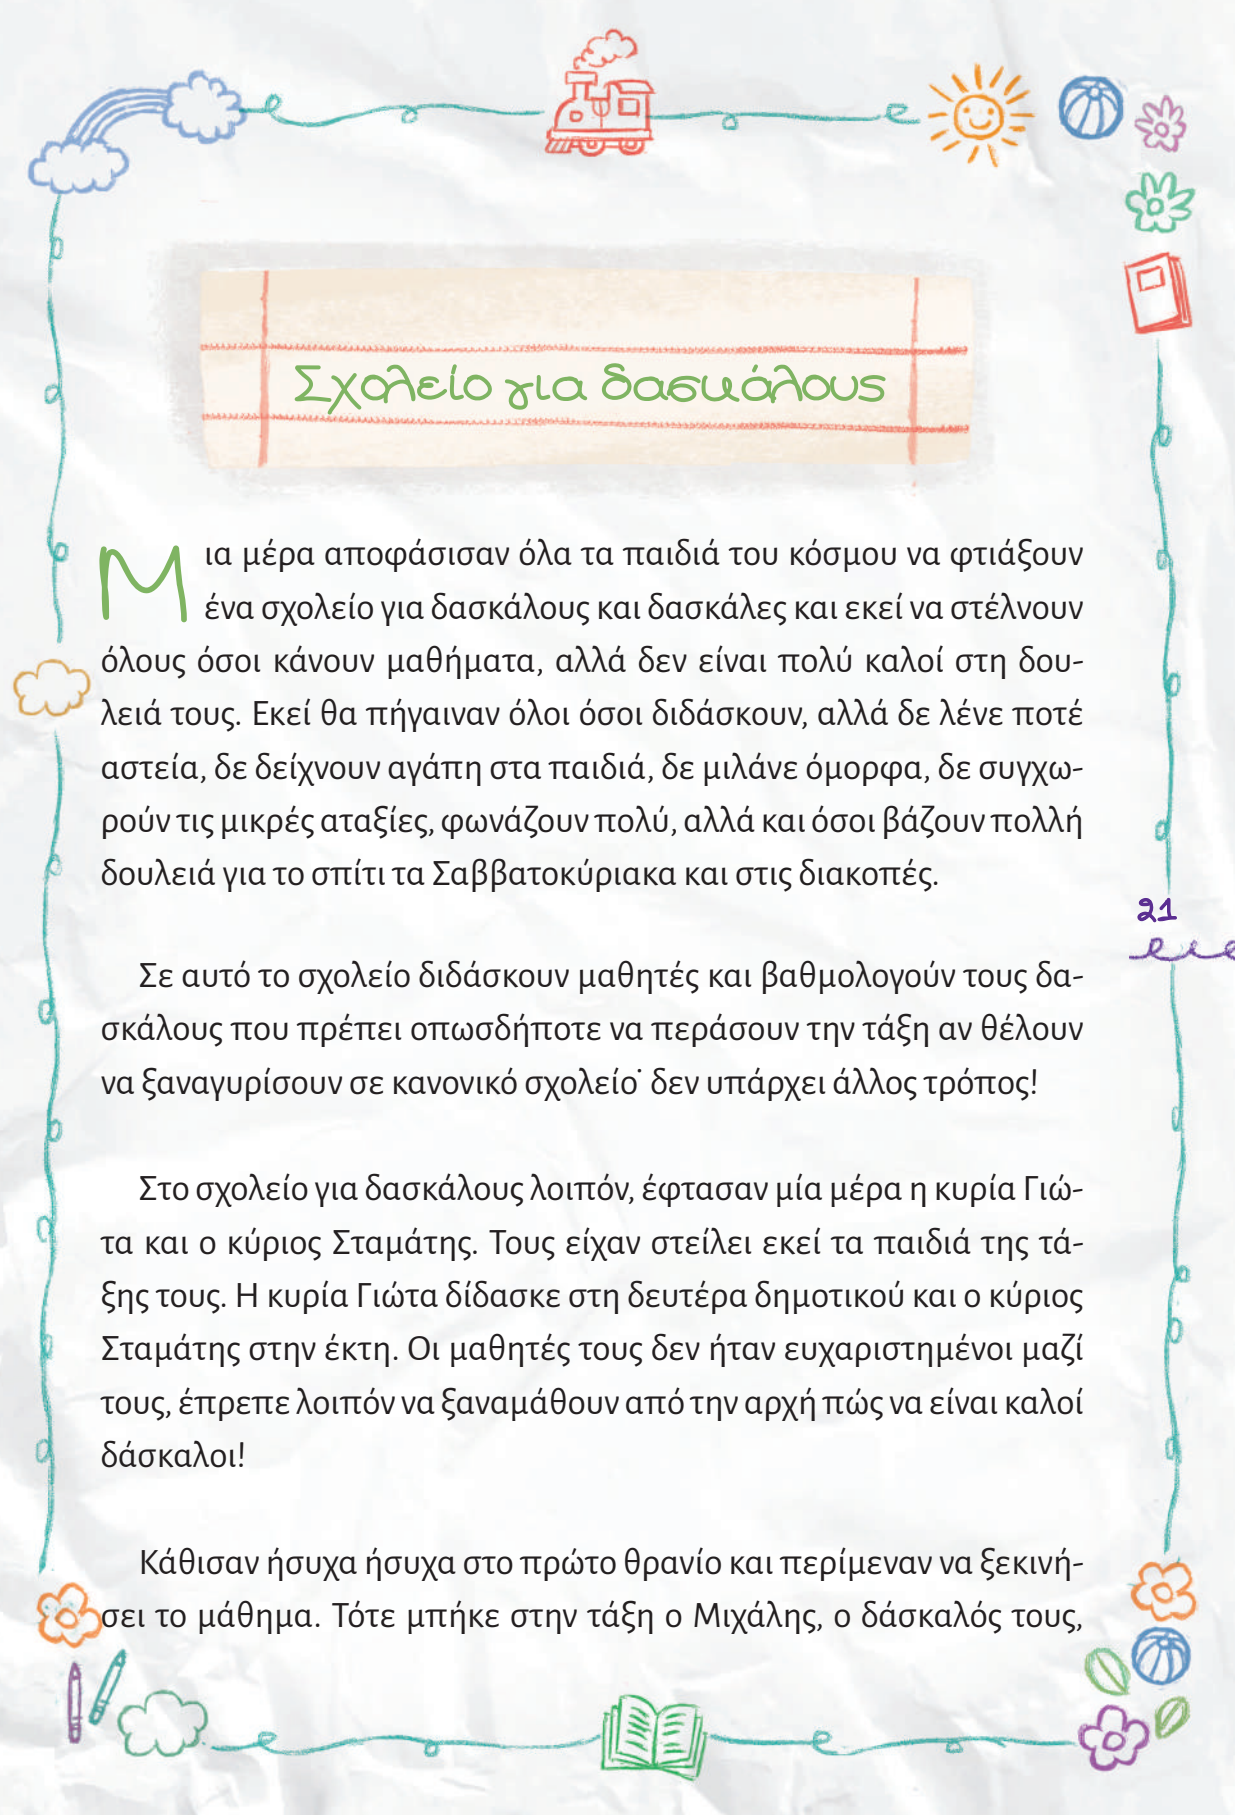 Σχολείο για δασκάλους
Μια μέρα αποφάσισαν όλα τα παιδιά του κόσμου να φτιάξουν
ένα σχολείο για δασκάλους και δασκάλες και εκεί να στέλνουν
όλους όσοι κάνουν μαθήματα, αλλά δεν είναι πολύ καλοί στη δου-
λειά τους. Εκεί θα πήγαιναν όλοι όσοι διδάσκουν, αλλά δε λένε ποτέ
αστεία, δε δείχνουν αγάπη στα παιδιά, δε μιλάνε όμορφα, δε συγχω-
ρούν τις μικρές αταξίες, φωνάζουν πολύ, αλλά και όσοι βάζουν πολλή
δουλειά για το σπίτι τα Σαββατοκύριακα και στις διακοπές.
21
Σε αυτό το σχολείο διδάσκουν μαθητές και βαθμολογούν τους δα-
σκάλους που πρέπει οπωσδήποτε να περάσουν την τάξη αν θέλουν
να ξαναγυρίσουν σε κανονικό σχολείο˙ δεν υπάρχει άλλος τρόπος!
Στο σχολείο για δασκάλους λοιπόν, έφτασαν μία μέρα η κυρία Γιώ-
τα και ο κύριος Σταμάτης. Τους είχαν στείλει εκεί τα παιδιά της τά-
ξης τους. Η κυρία Γιώτα δίδασκε στη δευτέρα δημοτικού και ο κύριος
Σταμάτης στην έκτη. Οι μαθητές τους δεν ήταν ευχαριστημένοι μαζί
τους, έπρεπε λοιπόν να ξαναμάθουν από την αρχή πώς να είναι καλοί
δάσκαλοι!
Κάθισαν ήσυχα ήσυχα στο πρώτο θρανίο και περίμεναν να ξεκινή-
σει το μάθημα. Τότε μπήκε στην τάξη ο Μιχάλης, ο δάσκαλός τους,